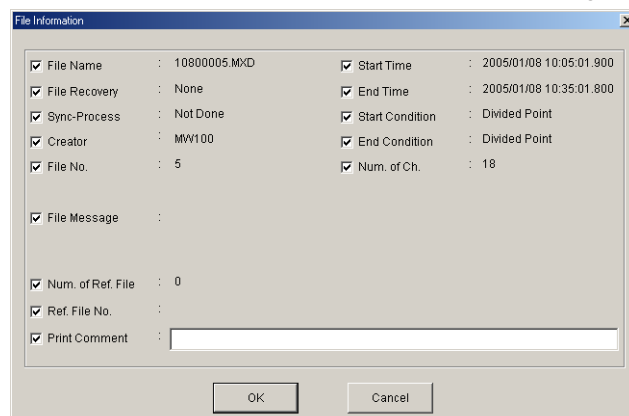 File Information
File Name : 10800005.MXD
Start Time : 2005/01/08 10:05:01.900
File Recovery : None
End Time : 2005/01/08 10:35:01.800
Sync-Process : Not Done
Start Condition : Divided Point
Creator : MW100
End Condition : Divided Point
File No. : 5
Num. of Ch. : 18
File Message :
Num. of Ref. File : 0
Ref. File No. :
Print Comment :
OK
Cancel